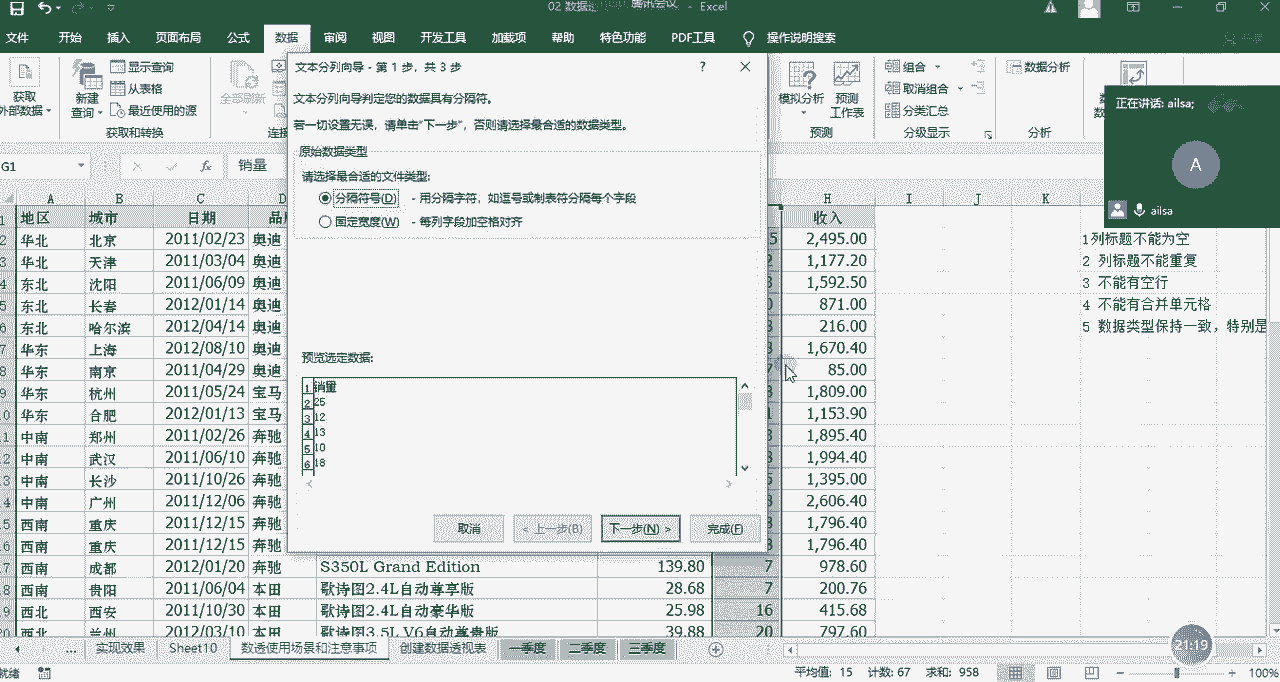 02 数据透 腾讯会议 - Excel
文件 开始 插入 页面布局 公式 数据 审阅 视图 开发工具 加载项 帮助 特色功能 PDF工具 操作说明搜索
获取
外部数据
新建
查询
显示查询
从表格
最近使用的源
获取和转换
全部刷新
连接
模拟分析
预测
工作表
预测
组合
取消组合
分类汇总
分级显示
数据分析
分析
文本分列向导 - 第 1 步，共 3 步 ?
文本分列向导判定您的数据具有分隔符。
若一切设置无误，请单击"下一步"，否则请选择最合适的数据类型。
原始数据类型
请选择最合适的文件类型:
分隔符号(D) - 用分隔字符，如逗号或制表符分隔每个字段
固定宽度(W) - 每列字段加空格对齐
预览选定数据:
1 销量
2 25
3 12
4 13
5 10
6 18
取消 < 上一步(B) 下一步(N) > 完成(F)
正在讲话: ailsa;
A
ailsa
G1 fx 销量
A B C D H I J K
1 地区 城市 日期 品 收入
2 华北 北京 2011/02/23 奥迪 5 2,495.00 1列标题不能为空
3 华北 天津 2011/03/04 奥迪 2 1,177.20 2 列标题不能重复
4 东北 沈阳 2011/06/09 奥迪 3 1,592.50 3 不能有空行
5 东北 长春 2012/01/14 奥迪 0 871.00 4 不能有合并单元格
6 东北 哈尔滨 2012/04/14 奥迪 8 216.00 5 数据类型保持一致，特别是
7 华东 上海 2012/08/10 奥迪 3 1,670.40
8 华东 南京 2011/04/29 奥迪 7 85.00
9 华东 杭州 2011/05/24 宝马 3 1,809.00
10 华东 合肥 2012/01/13 宝马 1 1,153.90
11 中南 郑州 2011/02/26 奔驰 3 1,895.40
12 中南 武汉 2011/06/10 奔驰 3 1,994.40
13 中南 长沙 2011/10/26 奔驰 5 1,395.00
14 中南 广州 2011/12/06 奔驰 3 2,606.40
15 西南 重庆 2011/12/15 奔驰 3 1,796.40
16 西南 重庆 2011/12/15 奔驰 3 1,796.40
17 西南 成都 2012/01/20 奔驰 S350L Grand Edition 139.80 7 978.60
18 西南 贵阳 2011/06/04 本田 歌诗图2.4L自动尊享版 28.68 7 200.76
19 西北 西安 2011/10/30 本田 歌诗图2.4L自动豪华版 25.98 16 415.68
20 西北 兰州 2012/03/10 本田 歌诗图3.5L V6自动尊贵版 39.88 20 797.60
... 实现效果 Sheet10 数透使用场景和注意事项 创建数据透视表 一季度 二季度 三季度
21:19
就绪 平均值: 15 计数: 67 求和: 958 100%